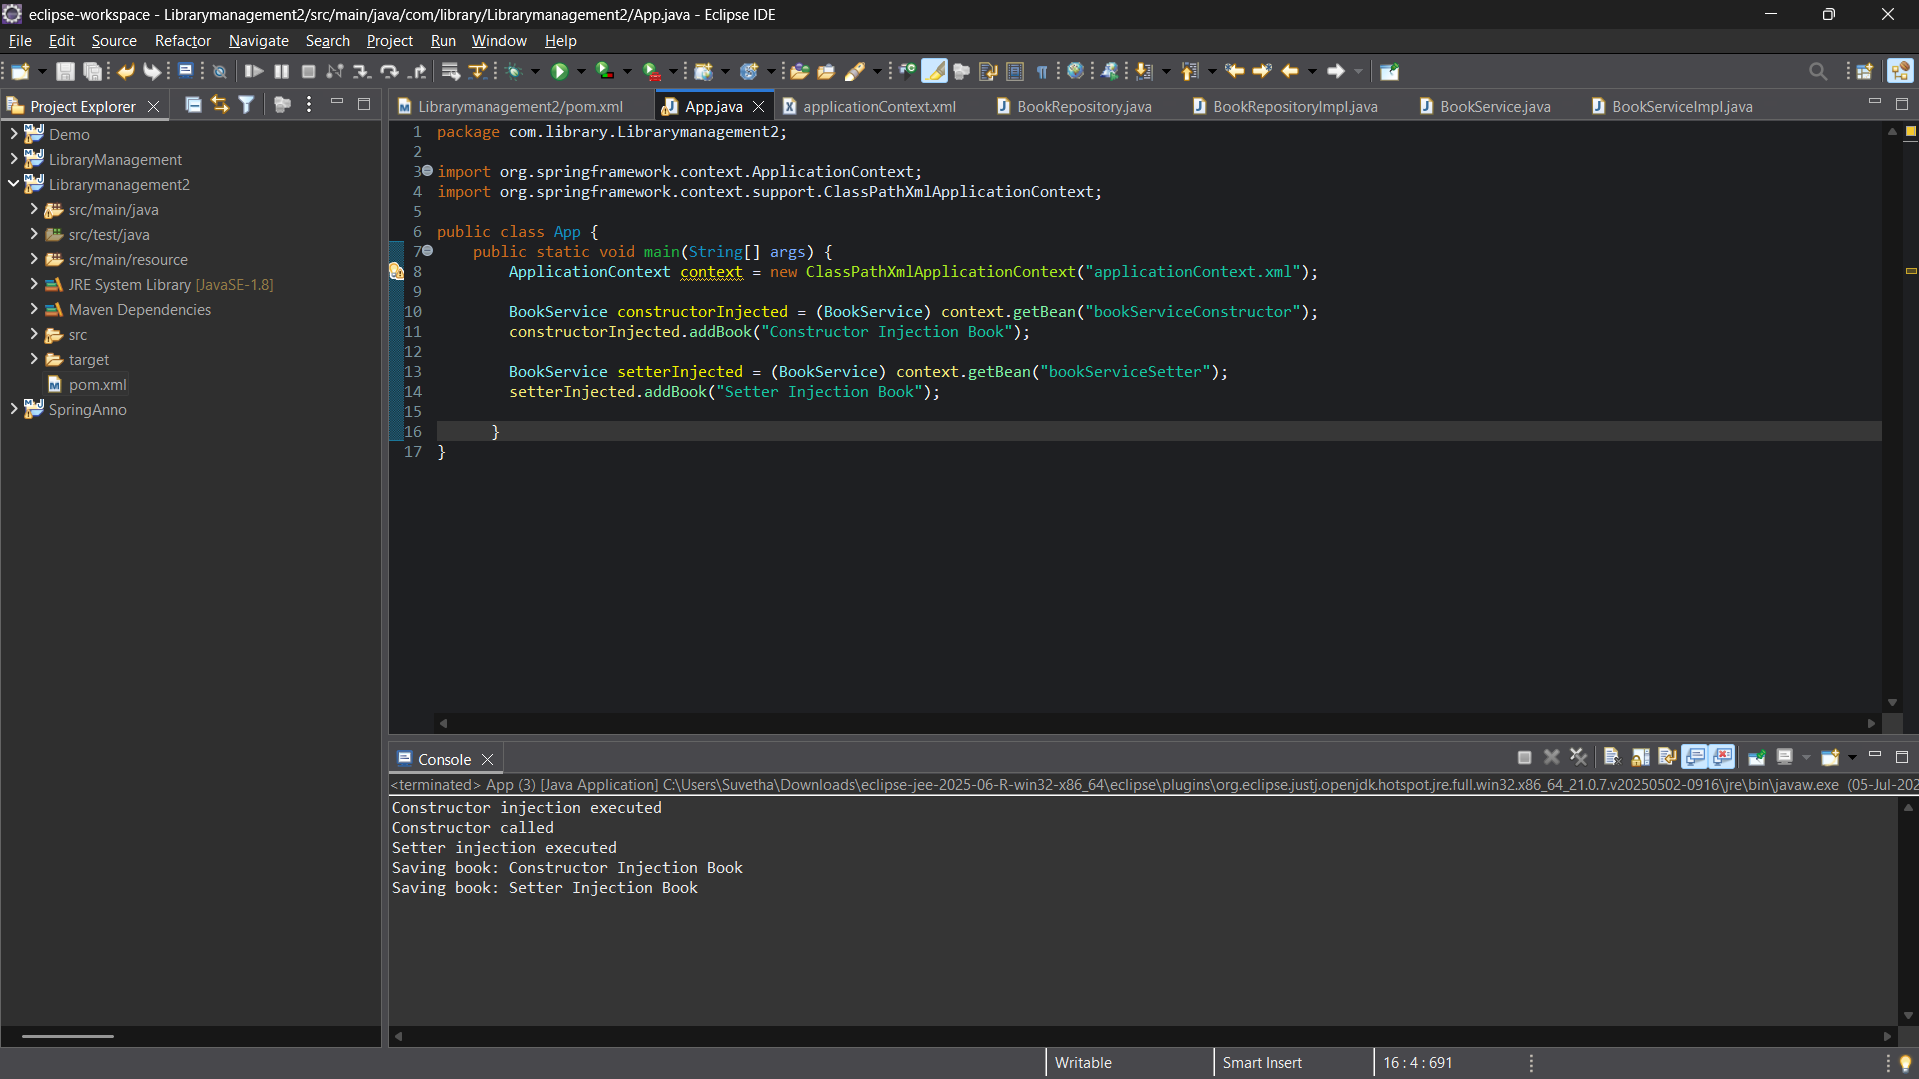 eclipse-workspace - Librarymanagement2/src/main/java/com/library/Librarymanagement2/App.java - Eclipse IDE
File Edit Source Refactor Navigate Search Project Run Window Help
Project Explorer
Demo
LibraryManagement
Librarymanagement2
src/main/java
src/test/java
src/main/resource
JRE System Library [JavaSE-1.8]
Maven Dependencies
src
target
pom.xml
SpringAnno
Librarymanagement2/pom.xml App.java applicationContext.xml BookRepository.java BookRepositoryImpl.java BookService.java BookServiceImpl.java
1 package com.library.Librarymanagement2;
2
3 import org.springframework.context.ApplicationContext;
4 import org.springframework.context.support.ClassPathXmlApplicationContext;
5
6 public class App {
7 public static void main(String[] args) {
8 ApplicationContext context = new ClassPathXmlApplicationContext("applicationContext.xml");
9
10 BookService constructorInjected = (BookService) context.getBean("bookServiceConstructor");
11 constructorInjected.addBook("Constructor Injection Book");
12
13 BookService setterInjected = (BookService) context.getBean("bookServiceSetter");
14 setterInjected.addBook("Setter Injection Book");
15
16 }
17 }
Console
<terminated> App (3) [Java Application] C:\Users\Suvetha\Downloads\eclipse-jee-2025-06-R-win32-x86_64\eclipse\plugins\org.eclipse.justj.openjdk.hotspot.jre.full.win32.x86_64_21.0.7.v20250502-0916\jre\bin\javaw.exe (05-Jul-202
Constructor injection executed
Constructor called
Setter injection executed
Saving book: Constructor Injection Book
Saving book: Setter Injection Book
Writable Smart Insert 16 : 4 : 691